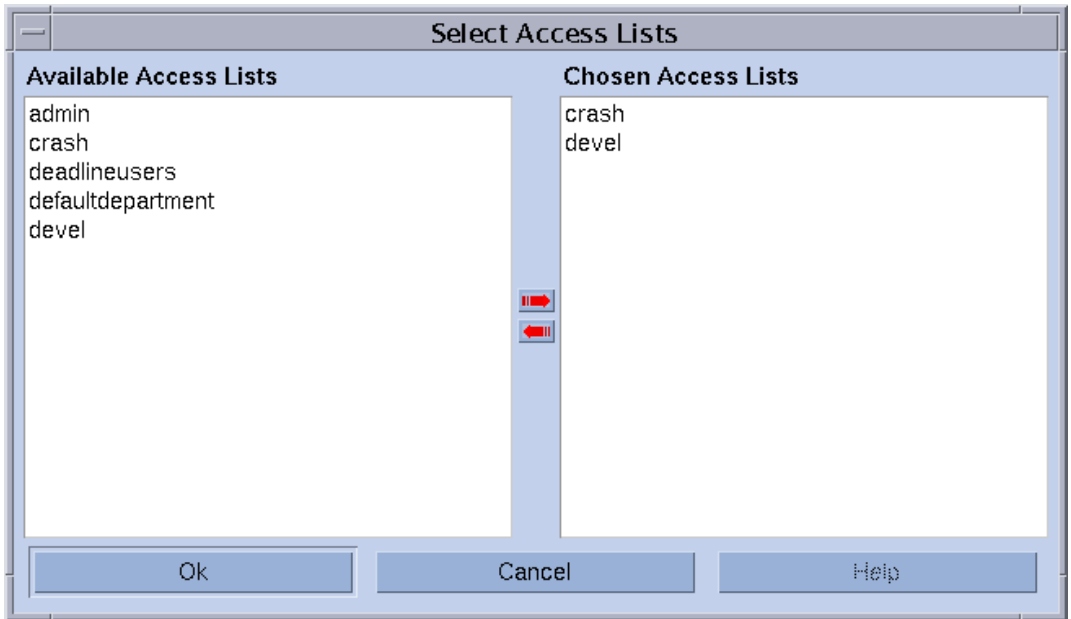 Select Access Lists
Available Access Lists
admin
crash
deadlineusers
defaultdepartment
devel
Chosen Access Lists
crash
devel
Ok
Cancel
Help